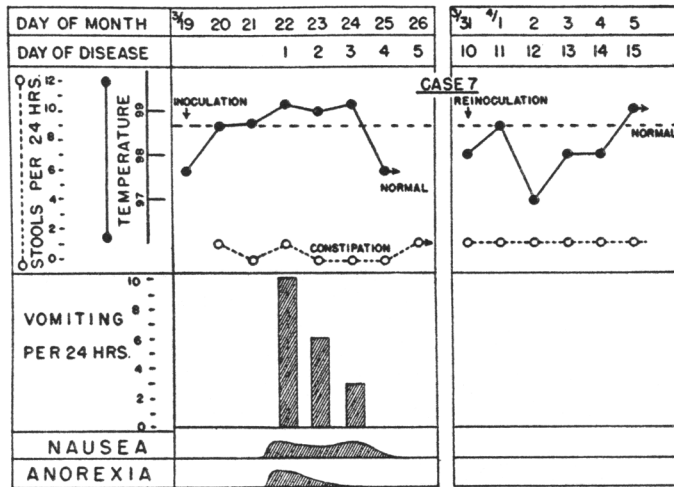 DAY OF MONTH 3/19 20 21 22 23 24 25 26 3/31 4/1 2 3 4 5
DAY OF DISEASE 1 2 3 4 5 10 11 12 13 14 15
CASE 7
STOOLS PER 24 HRS.
12
10
8
6
4
2
0
TEMPERATURE
99
98
97
INOCULATION
NORMAL
CONSTIPATION
REINOCULATION
NORMAL
VOMITING
PER 24 HRS.
10
8
6
4
2
0
NAUSEA
ANOREXIA